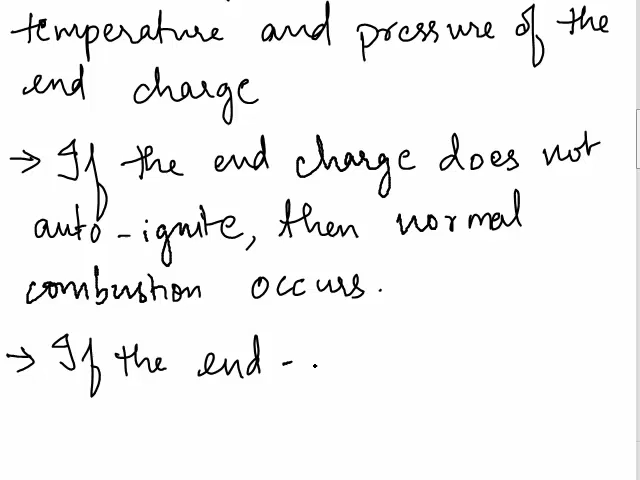 temperature and pressure of the
end charge
→ If the end charge does not
auto-ignite, then normal
combustion occurs.
→ If the end - .